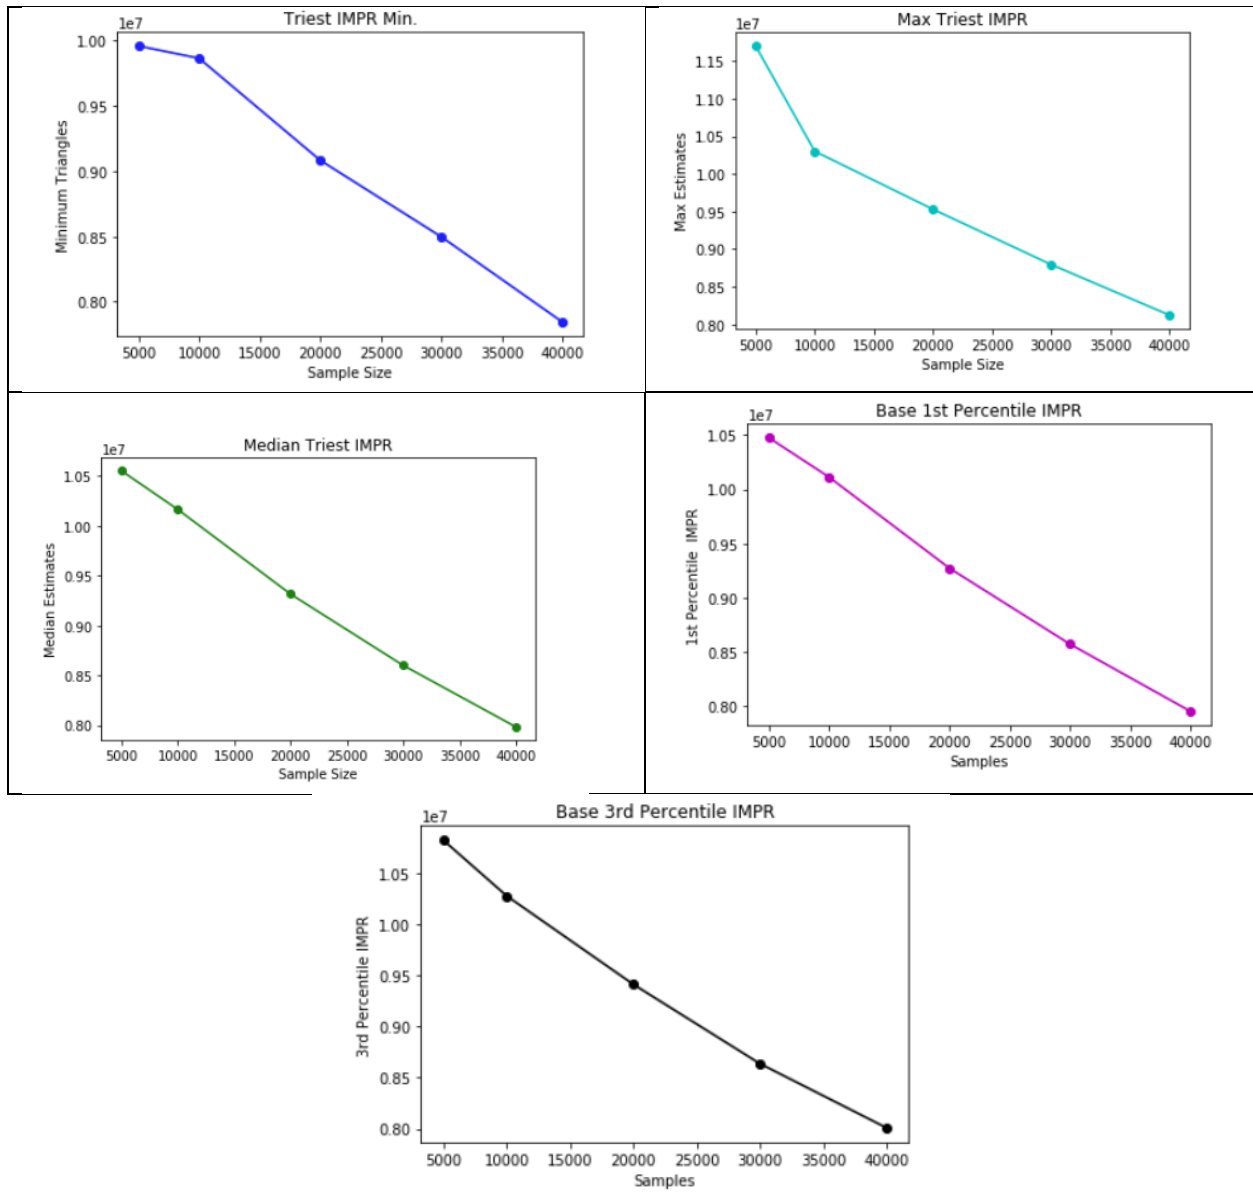 Triest IMPR Min.
1e7
1.00
0.95
0.90
0.85
0.80
Minimum Triangles
5000 10000 15000 20000 25000 30000 35000 40000
Sample Size
Max Triest IMPR
1e7
1.15
1.10
1.05
1.00
0.95
0.90
0.85
0.80
Max Estimates
5000 10000 15000 20000 25000 30000 35000 40000
Sample Size
Median Triest IMPR
1e7
1.05
1.00
0.95
0.90
0.85
0.80
Median Estimates
5000 10000 15000 20000 25000 30000 35000 40000
Sample Size
Base 1st Percentile IMPR
1e7
1.05
1.00
0.95
0.90
0.85
0.80
1st Percentile IMPR
5000 10000 15000 20000 25000 30000 35000 40000
Samples
Base 3rd Percentile IMPR
1e7
1.05
1.00
0.95
0.90
0.85
0.80
3rd Percentile IMPR
5000 10000 15000 20000 25000 30000 35000 40000
Samples